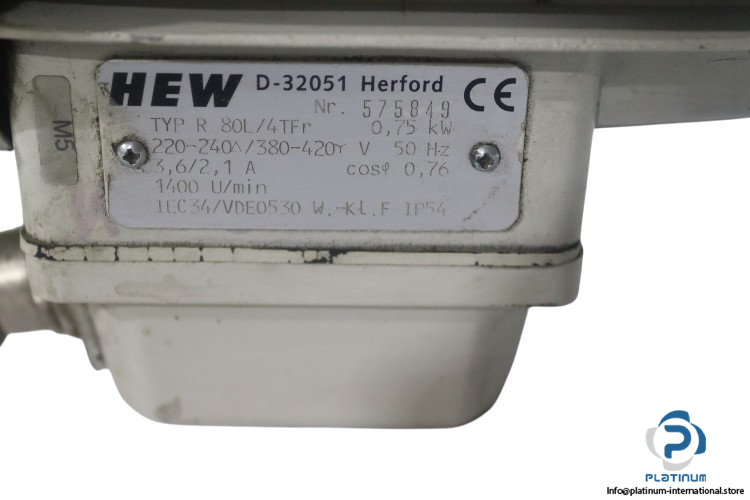 HEW D-32051 Herford CE
Nr. 575849
TYP R 80L/4TFr 0,75 kW
220-240△/380-420Y V 50 Hz
3,6/2,1 A cosφ 0,76
1400 U/min
IEC34/VDE0530 W.-Kl.F IP54
M5
PLATINUM
Info@platinum-international.store